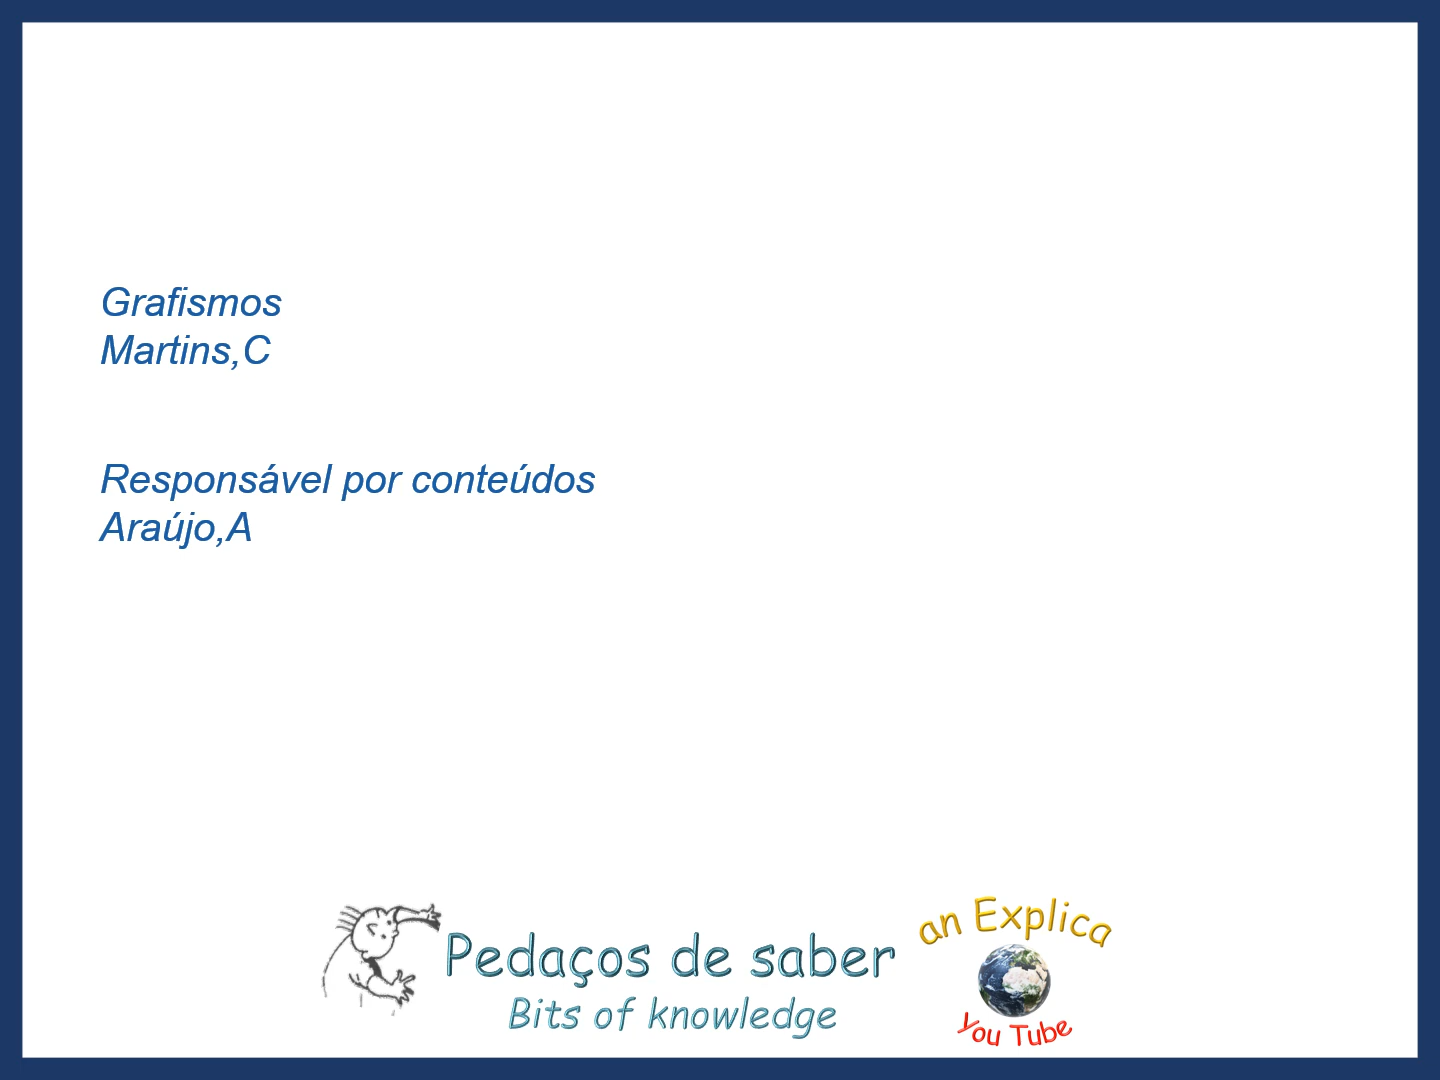 Grafismos
Martins,C
Responsável por conteúdos
Araújo,A
Pedaços de saber
Bits of knowledge
an Explica
You Tube